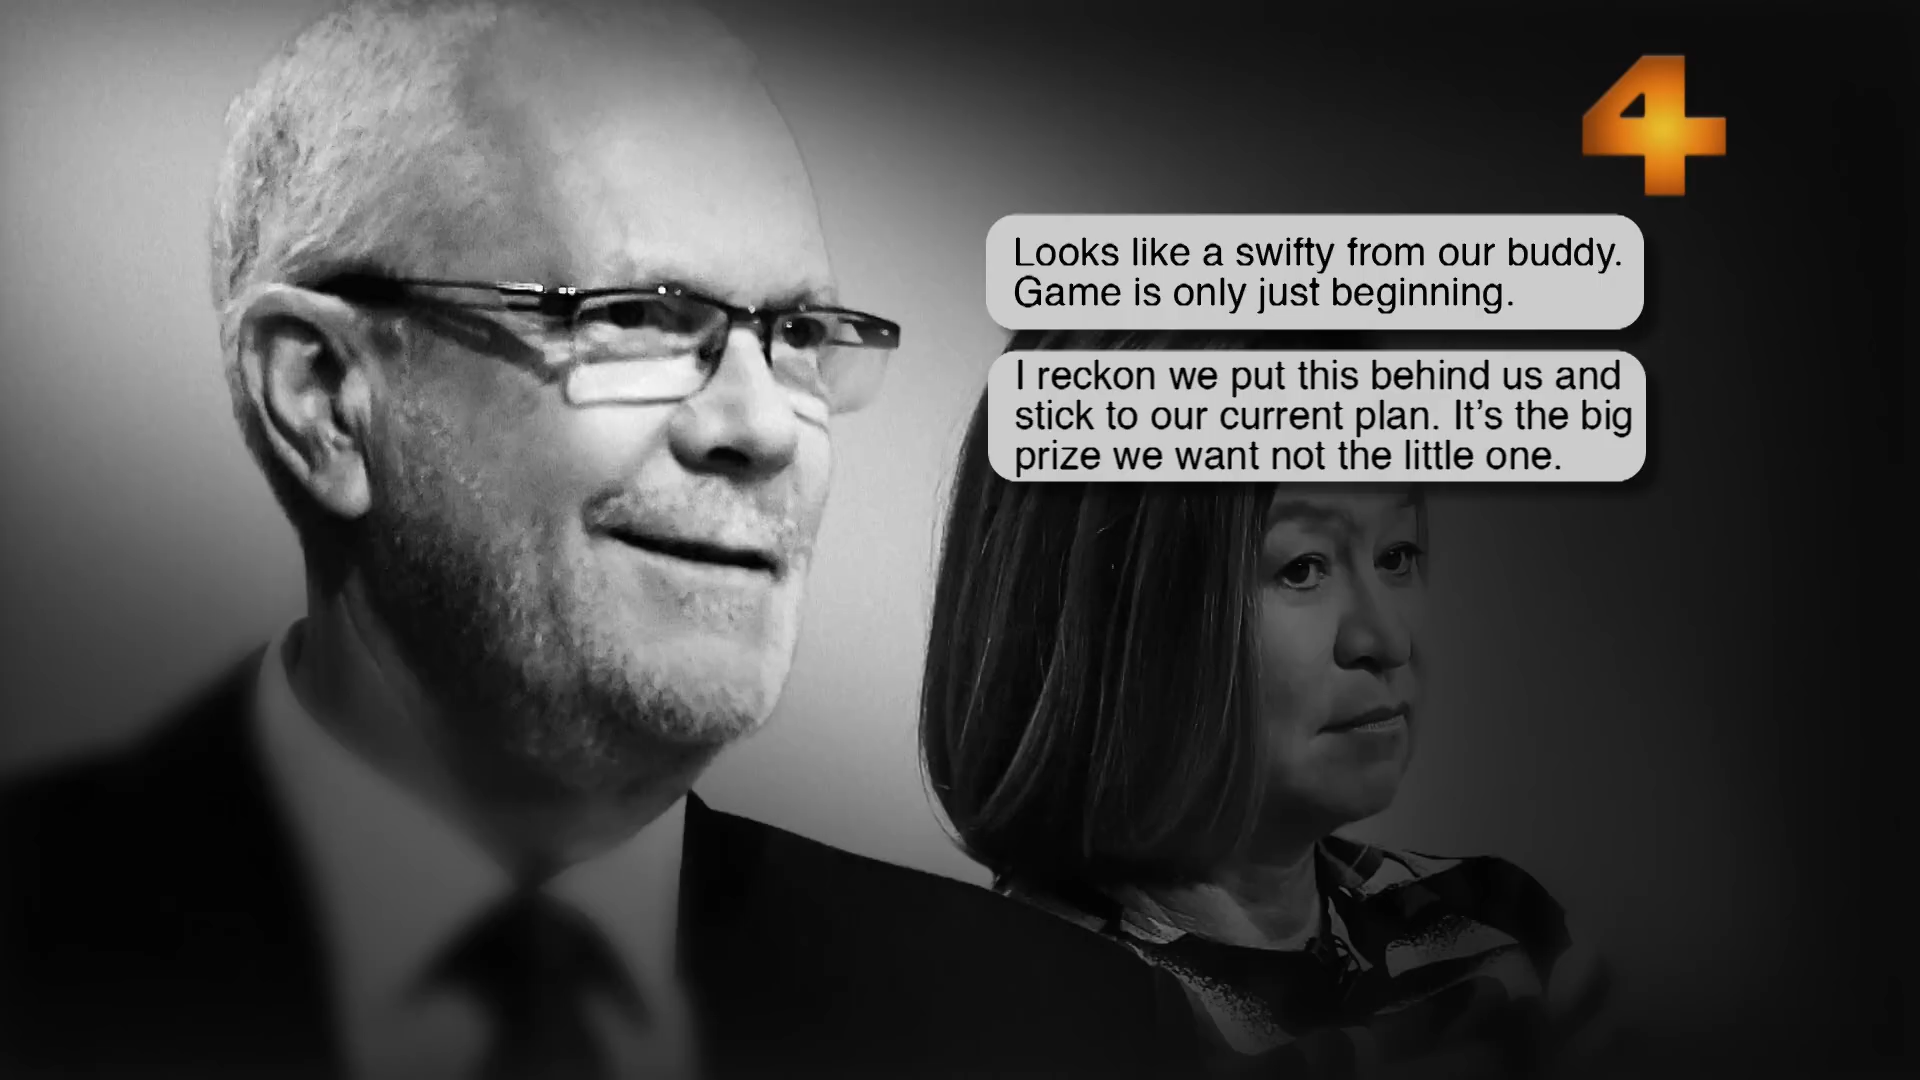 4
Looks like a swifty from our buddy.
Game is only just beginning.
I reckon we put this behind us and
stick to our current plan. It’s the big
prize we want not the little one.